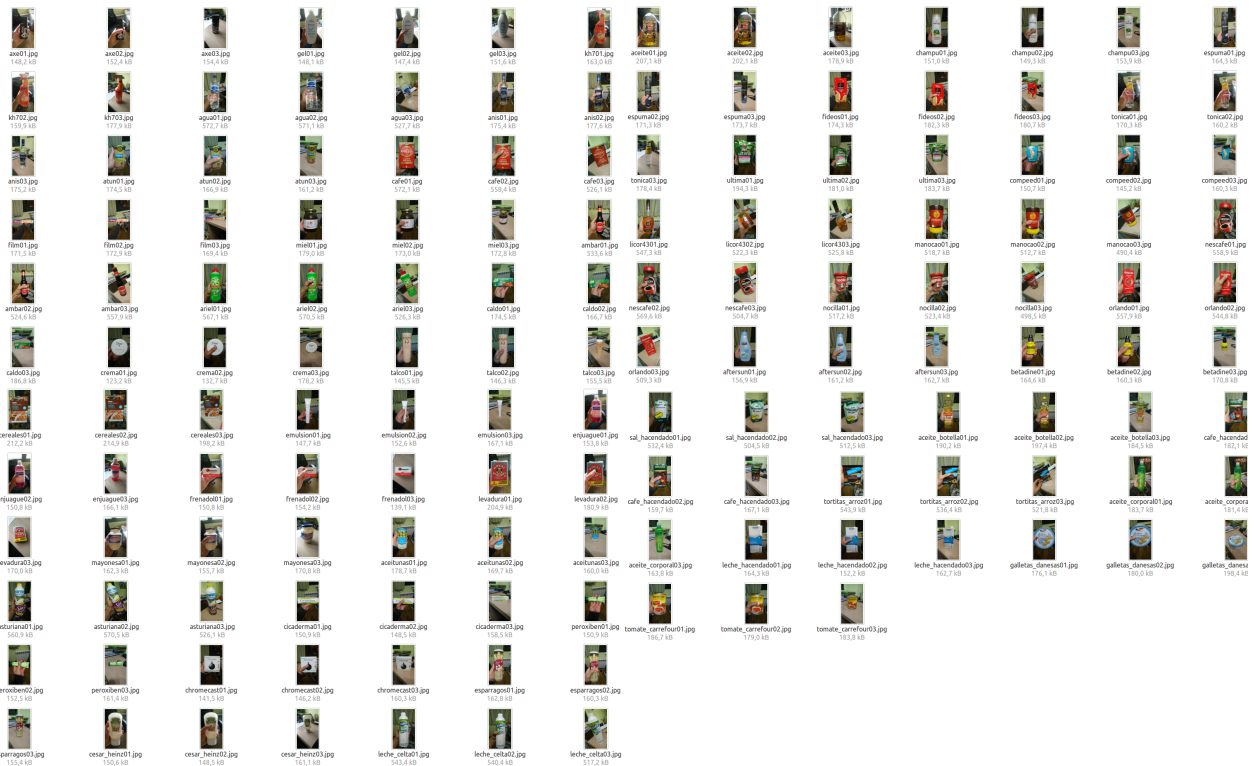 axe01.jpg axe02.jpg axe03.jpg gel01.jpg gel02.jpg gel03.jpg kh701.jpg aceite01.jpg aceite02.jpg aceite03.jpg champu01.jpg champu02.jpg champu03.jpg espuma01.jpg
148,2 kB 152,4 kB 154,4 kB 148,1 kB 147,4 kB 151,6 kB 163,0 kB 207,1 kB 202,1 kB 178,9 kB 151,0 kB 149,3 kB 153,9 kB 164,3 kB
kh702.jpg kh703.jpg agua01.jpg agua02.jpg agua03.jpg anis01.jpg anis02.jpg espuma02.jpg espuma03.jpg fideos01.jpg fideos02.jpg fideos03.jpg tonica01.jpg tonica02.jpg
159,9 kB 177,9 kB 572,7 kB 571,1 kB 527,7 kB 175,4 kB 177,6 kB 171,3 kB 173,7 kB 174,3 kB 182,3 kB 180,7 kB 170,3 kB 160,2 kB
anis03.jpg atun01.jpg atun02.jpg atun03.jpg cafe01.jpg cafe02.jpg cafe03.jpg tonica03.jpg ultima01.jpg ultima02.jpg ultima03.jpg compeed01.jpg compeed02.jpg compeed03.jpg
175,2 kB 174,5 kB 166,9 kB 161,2 kB 572,1 kB 558,4 kB 526,1 kB 178,4 kB 194,3 kB 181,0 kB 183,7 kB 150,7 kB 145,2 kB 160,3 kB
film01.jpg film02.jpg film03.jpg miel01.jpg miel02.jpg miel03.jpg ambar01.jpg licor4301.jpg licor4302.jpg licor4303.jpg manocao01.jpg manocao02.jpg manocao03.jpg nescafe01.jpg
171,5 kB 172,9 kB 169,4 kB 179,0 kB 173,0 kB 172,8 kB 533,6 kB 547,3 kB 522,3 kB 525,8 kB 518,7 kB 512,7 kB 490,4 kB 558,9 kB
ambar02.jpg ambar03.jpg ariel01.jpg ariel02.jpg ariel03.jpg caldo01.jpg caldo02.jpg nescafe02.jpg nescafe03.jpg nocilla01.jpg nocilla02.jpg nocilla03.jpg orlando01.jpg orlando02.jpg
524,6 kB 557,9 kB 567,1 kB 570,5 kB 526,3 kB 174,5 kB 166,7 kB 569,6 kB 504,7 kB 517,2 kB 523,4 kB 498,5 kB 557,9 kB 544,8 kB
caldo03.jpg crema01.jpg crema02.jpg crema03.jpg talco01.jpg talco02.jpg talco03.jpg orlando03.jpg aftersun01.jpg aftersun02.jpg aftersun03.jpg betadine01.jpg betadine02.jpg betadine03.jpg
186,8 kB 123,2 kB 132,7 kB 178,2 kB 145,5 kB 146,3 kB 155,5 kB 509,3 kB 156,9 kB 161,2 kB 162,7 kB 164,6 kB 160,3 kB 170,8 kB
cereales01.jpg cereales02.jpg cereales03.jpg emulsion01.jpg emulsion02.jpg emulsion03.jpg enjuague01.jpg sal_hacendado01.jpg sal_hacendado02.jpg sal_hacendado03.jpg aceite_botella01.jpg aceite_botella02.jpg aceite_botella03.jpg cafe_hacend
212,2 kB 214,9 kB 198,2 kB 147,7 kB 152,6 kB 167,1 kB 153,8 kB 532,4 kB 504,5 kB 512,5 kB 190,2 kB 197,4 kB 184,5 kB 182,1 k
njuague02.jpg enjuague03.jpg frenadol01.jpg frenadol02.jpg frenadol03.jpg levadura01.jpg levadura02.jpg cafe_hacendado02.jpg cafe_hacendado03.jpg tortitas_arroz01.jpg tortitas_arroz02.jpg tortitas_arroz03.jpg aceite_corporal01.jpg aceite_corpora
150,8 kB 166,1 kB 150,8 kB 154,2 kB 139,1 kB 204,9 kB 180,9 kB 159,7 kB 167,1 kB 543,9 kB 536,4 kB 521,8 kB 183,7 kB 181,4 k
evadura03.jpg mayonesa01.jpg mayonesa02.jpg mayonesa03.jpg aceitunas01.jpg aceitunas02.jpg aceitunas03.jpg aceite_corporal03.jpg leche_hacendado01.jpg leche_hacendado02.jpg leche_hacendado03.jpg galletas_danesas01.jpg galletas_danesas02.jpg galletas_danes
170,0 kB 162,3 kB 155,7 kB 170,8 kB 178,7 kB 169,7 kB 160,0 kB 163,8 kB 164,3 kB 152,2 kB 162,7 kB 176,1 kB 180,0 kB 198,4 k
asturiana01.jpg asturiana02.jpg asturiana03.jpg cicaderma01.jpg cicaderma02.jpg cicaderma03.jpg peroxiben01.jpg tomate_carrefour01.jpg tomate_carrefour02.jpg tomate_carrefour03.jpg
560,9 kB 570,5 kB 526,1 kB 150,9 kB 148,5 kB 158,5 kB 150,9 kB 186,7 kB 179,0 kB 183,8 kB
eroxiben02.jpg peroxiben03.jpg chromecast01.jpg chromecast02.jpg chromecast03.jpg esparragos01.jpg esparragos02.jpg
152,5 kB 161,4 kB 141,5 kB 146,2 kB 160,3 kB 162,8 kB 160,3 kB
sparragos03.jpg cesar_heinz01.jpg cesar_heinz02.jpg cesar_heinz03.jpg leche_celta01.jpg leche_celta02.jpg leche_celta03.jpg
155,4 kB 150,6 kB 148,5 kB 161,1 kB 543,4 kB 540,4 kB 517,2 kB